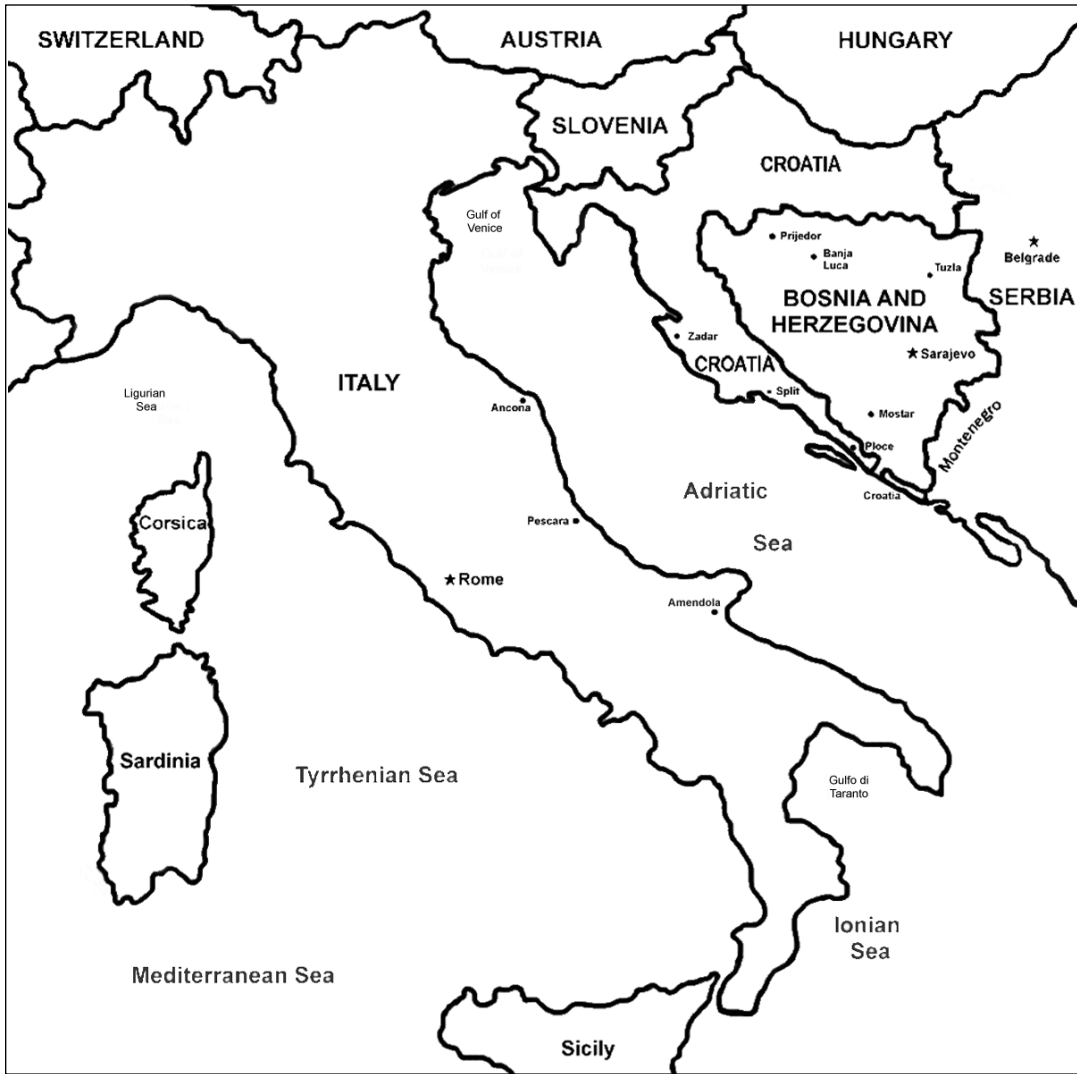 SWITZERLAND
AUSTRIA
HUNGARY
SLOVENIA
CROATIA
Gulf of
Venice
Prijedor
Banja
Luca
Tuzla
Belgrade
BOSNIA AND
HERZEGOVINA
SERBIA
Zadar
Sarajevo
CROATIA
ITALY
Ligurian
Sea
Split
Ancona
Mostar
Montenegro
Ploce
Croatia
Adriatic
Sea
Corsica
Pescara
Rome
Amendola
Sardinia
Tyrrhenian Sea
Gulfo di
Taranto
Ionian
Sea
Mediterranean Sea
Sicily